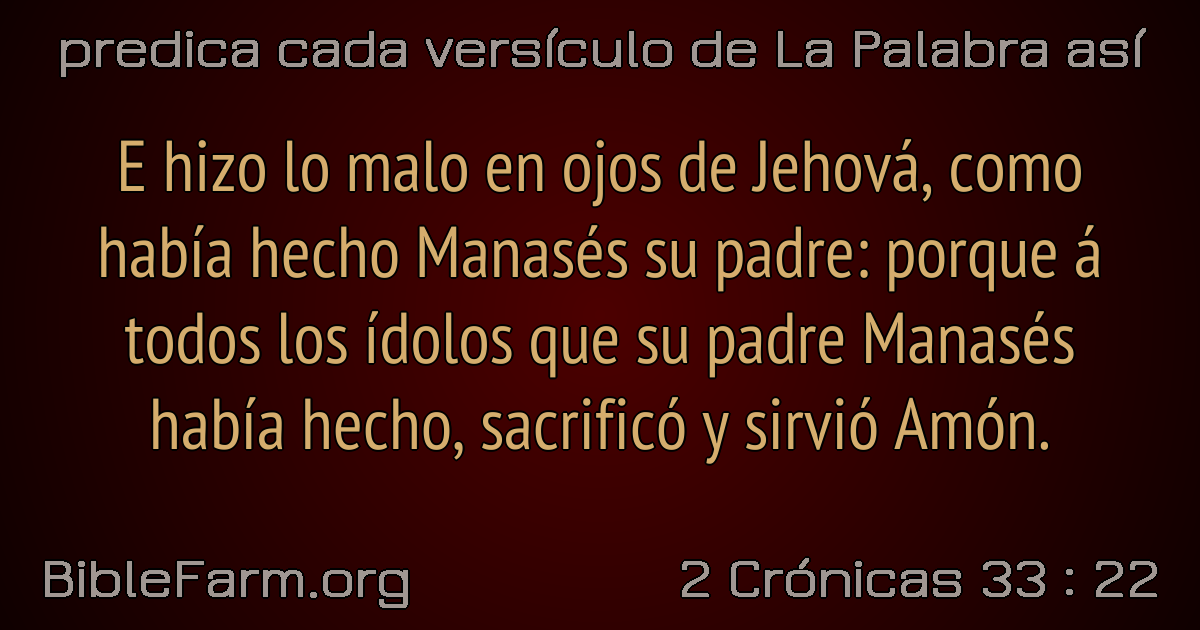 predica cada versículo de La Palabra así
E hizo lo malo en ojos de Jehová, como
había hecho Manasés su padre: porque á
todos los ídolos que su padre Manasés
había hecho, sacrificó y sirvió Amón.
BibleFarm.org
2 Crónicas 33 : 22